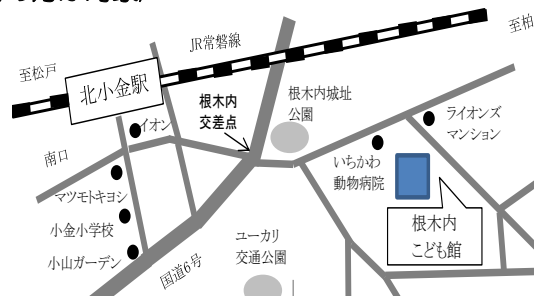 JR常磐線
至柏
至松戸
北小金駅
根木内
交差点
根木内城址
公園
ライオンズ
マンション
イオン
南口
いちかわ
動物病院
マツモトキヨシ
小金小学校
小山ガーデン
ユーカリ
交通公園
国道6号
根木内
こども館